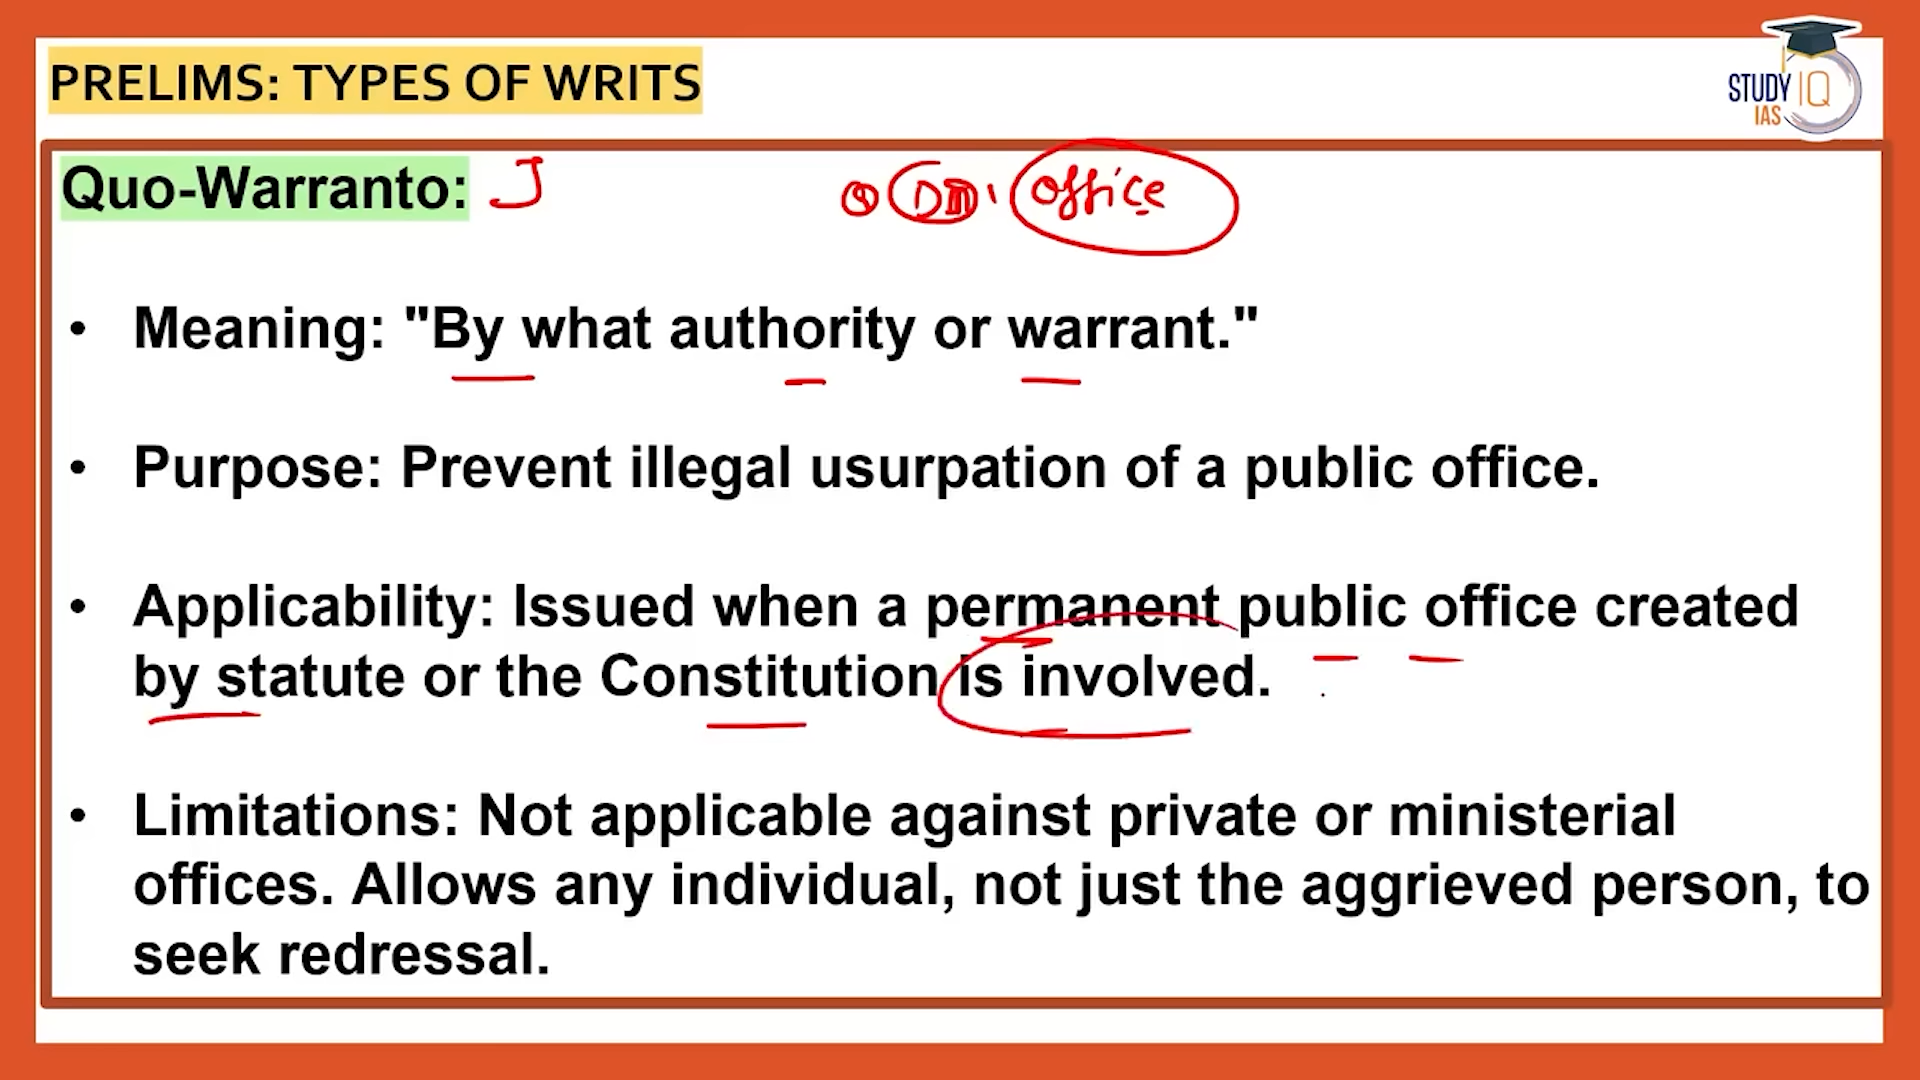 PRELIMS: TYPES OF WRITS
STUDY IQ
IAS
Quo-Warranto:
office
• Meaning: "By what authority or warrant."
• Purpose: Prevent illegal usurpation of a public office.
• Applicability: Issued when a permanent public office created
by statute or the Constitution is involved.
• Limitations: Not applicable against private or ministerial
offices. Allows any individual, not just the aggrieved person, to
seek redressal.